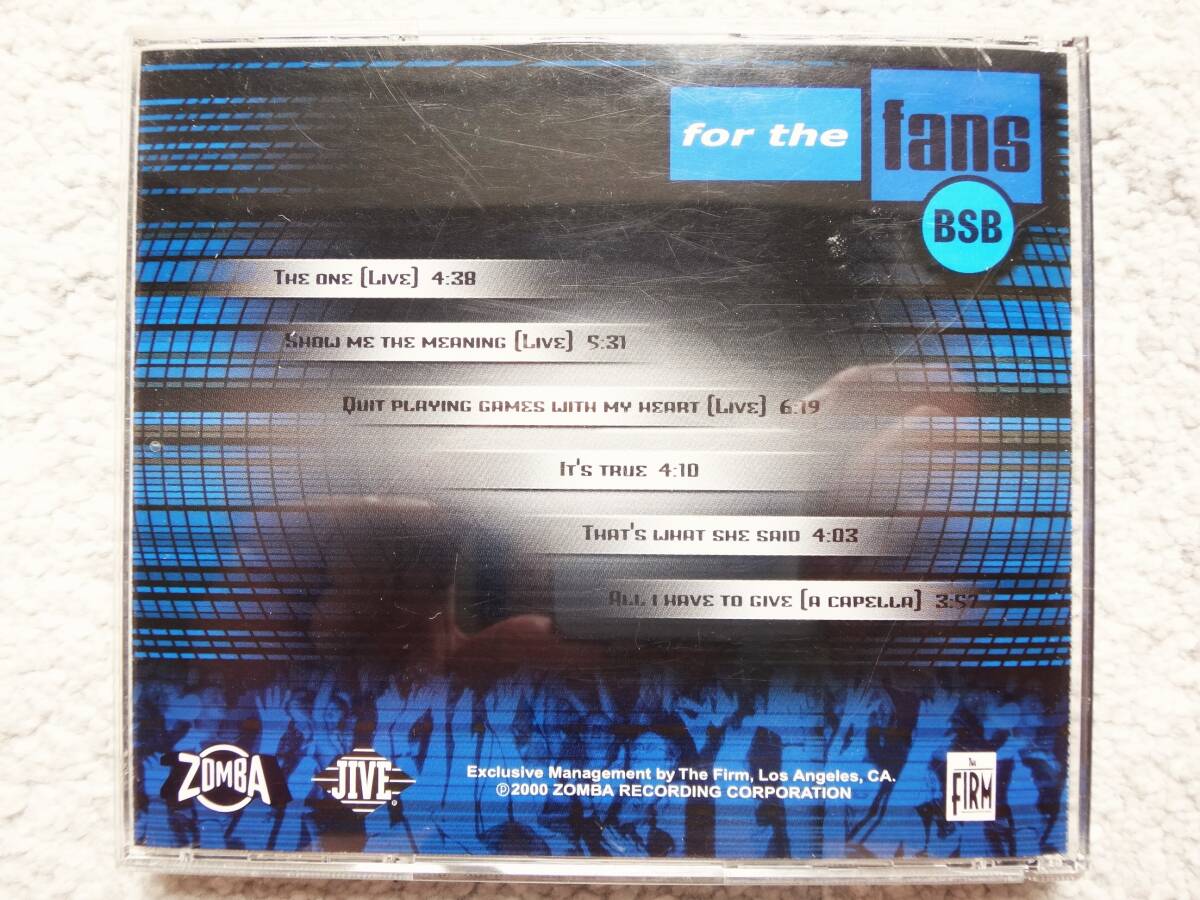 for the
fans
BSB
The one (Live) 4:38
Show me the meaning (Live) 5:31
Quit playing games with my heart (Live) 6:19
It's true 4:10
That's what she said 4:03
All I have to give (a capella) 3:57
ZOMBA
JIVE
Exclusive Management by The Firm, Los Angeles, CA.
℗2000 ZOMBA RECORDING CORPORATION
THE
FIRM